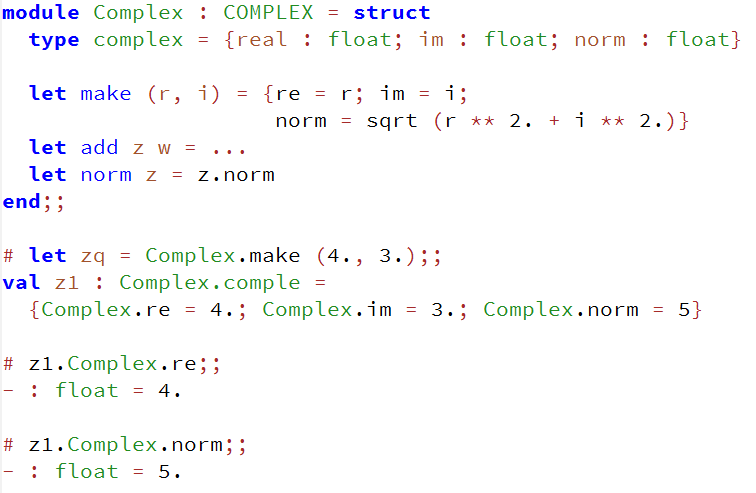 module Complex : COMPLEX = struct
  type complex = {real : float; im : float; norm : float}
  let make (r, i) = {re = r; im = i;
                     norm = sqrt (r ** 2. + i ** 2.)}
  let add z w = ...
  let norm z = z.norm
end;;
# let zq = Complex.make (4., 3.);;
val z1 : Complex.comple =
  {Complex.re = 4.; Complex.im = 3.; Complex.norm = 5}
# z1.Complex.re;;
- : float = 4.
# z1.Complex.norm;;
- : float = 5.